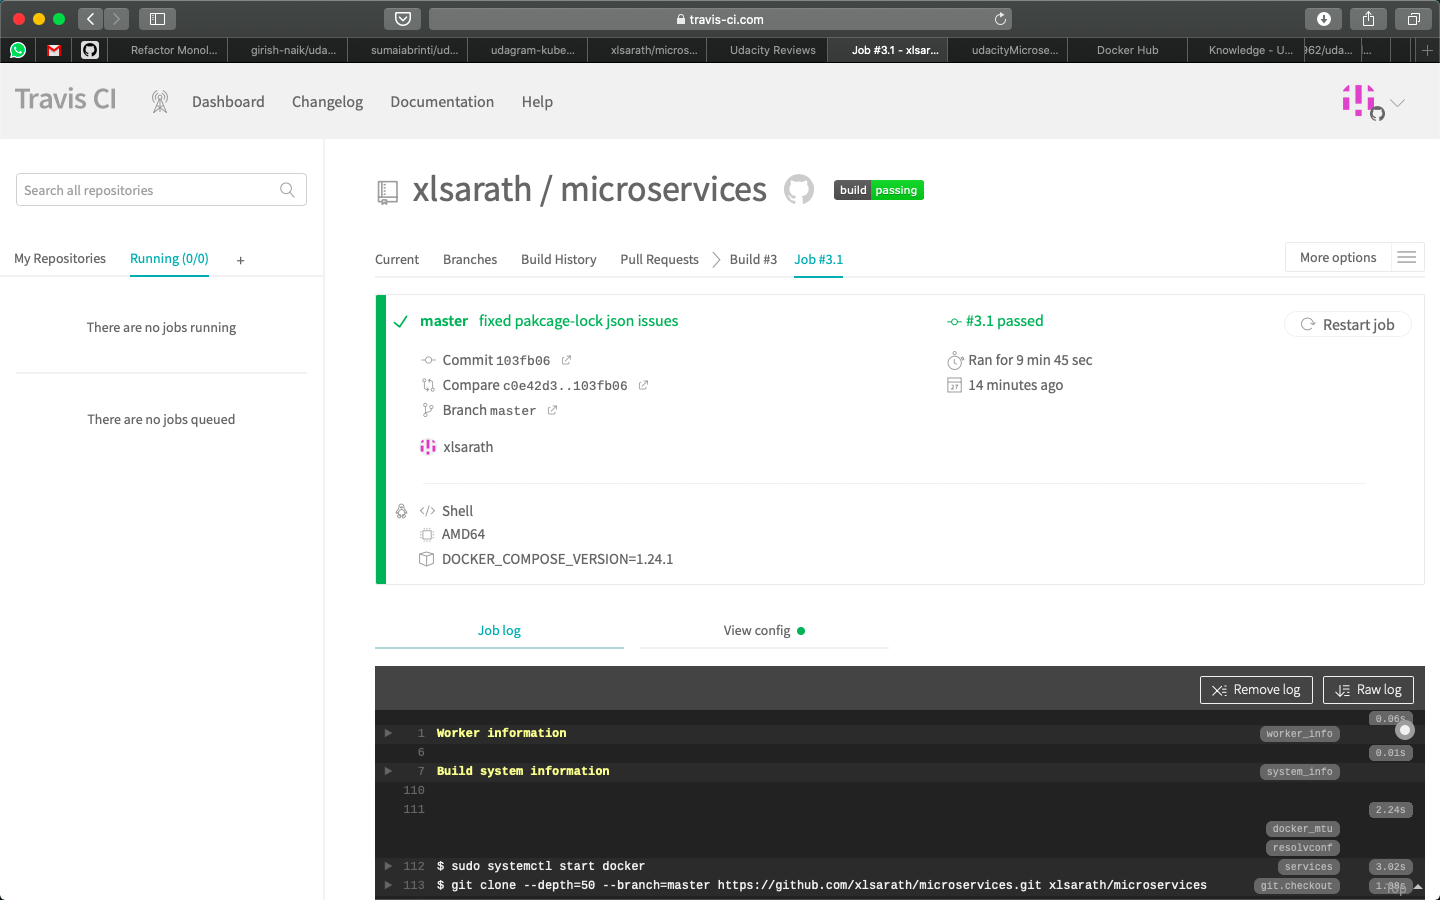 travis-ci.com
Refactor Monol...
girish-naik/uda...
sumaiabrinti/ud...
udagram-kube...
xlsarath/micros...
Udacity Reviews
Job #3.1 - xlsar...
udacityMicrose...
Docker Hub
Knowledge - U...
962/uda...
Travis CI
Dashboard
Changelog
Documentation
Help
Search all repositories
My Repositories
Running (0/0)
+
There are no jobs running
There are no jobs queued
xlsarath / microservices
build passing
Current
Branches
Build History
Pull Requests
Build #3
Job #3.1
More options
master fixed pakcage-lock json issues
#3.1 passed
Restart job
Commit 103fb06
Ran for 9 min 45 sec
Compare c0e42d3..103fb06
14 minutes ago
Branch master
xlsarath
Shell
AMD64
DOCKER_COMPOSE_VERSION=1.24.1
Job log
View config
Remove log
Raw log
0.06s
1 Worker information worker_info
6 0.01s
7 Build system information system_info
110
111 2.24s
docker_mtu
resolvconf
112 $ sudo systemctl start docker services 3.02s
113 $ git clone --depth=50 --branch=master https://github.com/xlsarath/microservices.git xlsarath/microservices git.checkout
Top